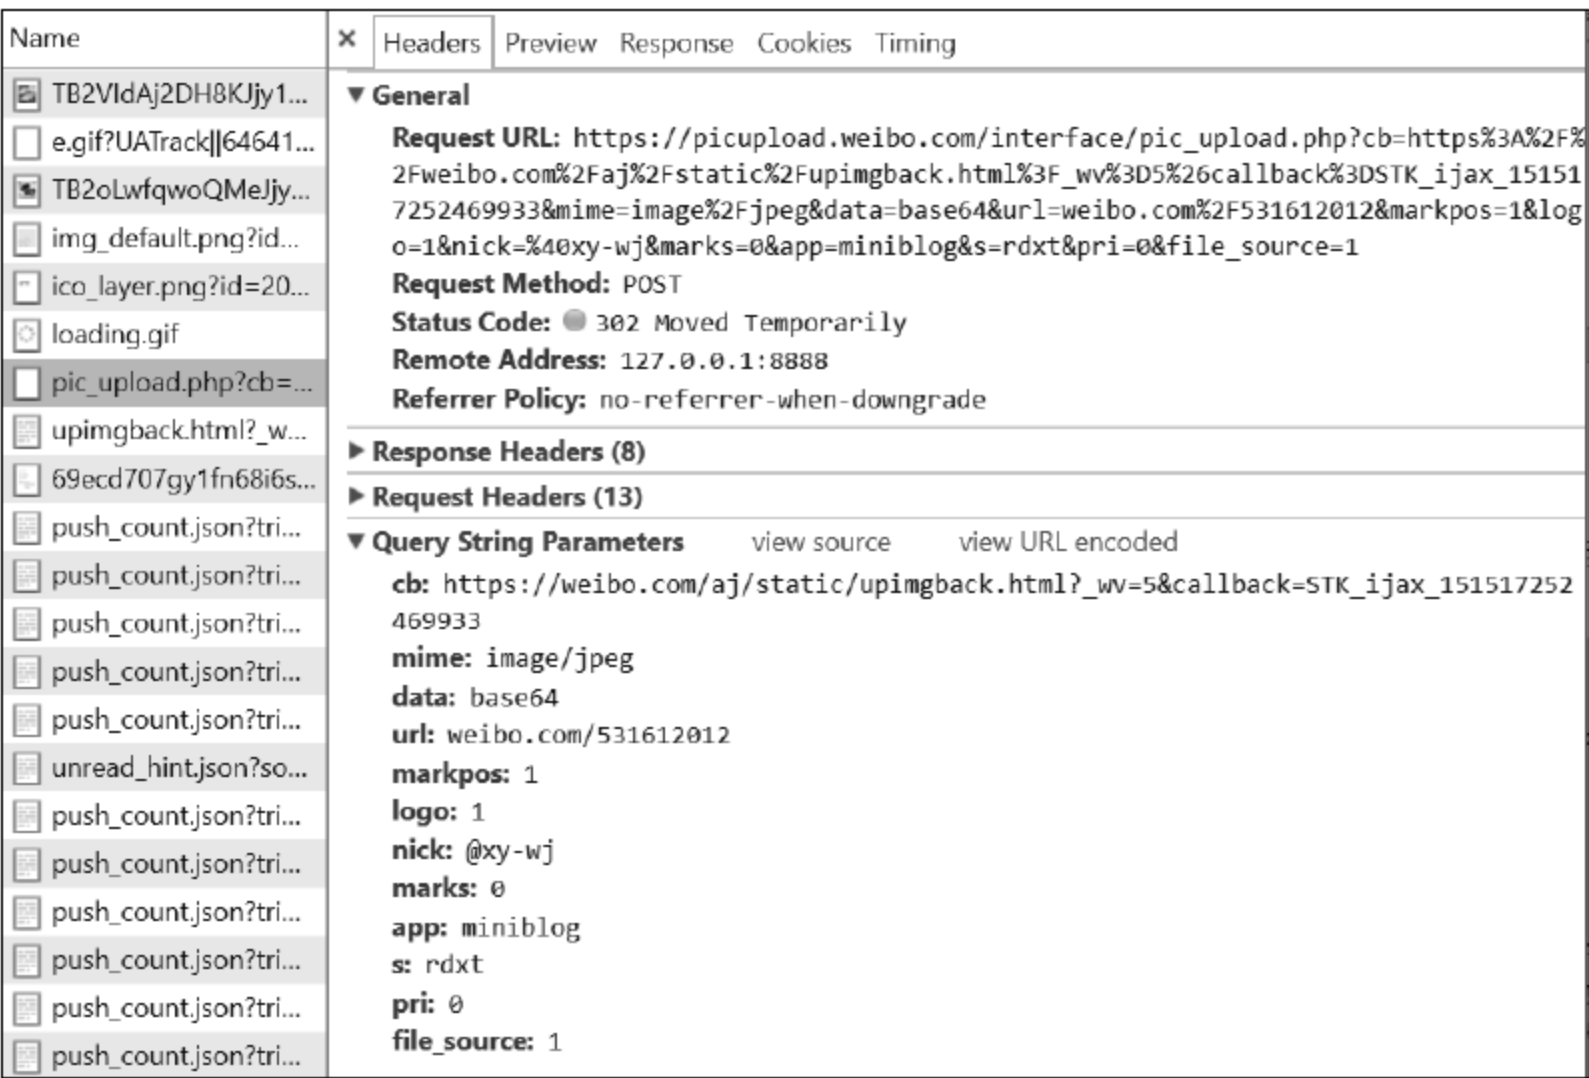 Name
TB2VIdAj2DH8KJjy1...
e.gif?UATrack||64641...
TB2oLwfqwoQMeJjy...
img_default.png?id...
ico_layer.png?id=20...
loading.gif
pic_upload.php?cb=...
upimgback.html?_w...
69ecd707gy1fn68i6s...
push_count.json?tri...
push_count.json?tri...
push_count.json?tri...
push_count.json?tri...
push_count.json?tri...
unread_hint.json?so...
push_count.json?tri...
push_count.json?tri...
push_count.json?tri...
push_count.json?tri...
push_count.json?tri...
push_count.json?tri...
× Headers Preview Response Cookies Timing
▼ General
Request URL: https://picupload.weibo.com/interface/pic_upload.php?cb=https%3A%2F%
2Fweibo.com%2Faj%2Fstatic%2Fupimgback.html%3F_wv%3D5%26callback%3DSTK_ijax_15151
7252469933&mime=image%2Fjpeg&data=base64&url=weibo.com%2F531612012&markpos=1&log
o=1&nick=%40xy-wj&marks=0&app=miniblog&s=rdxt&pri=0&file_source=1
Request Method: POST
Status Code: 302 Moved Temporarily
Remote Address: 127.0.0.1:8888
Referrer Policy: no-referrer-when-downgrade
▶ Response Headers (8)
▶ Request Headers (13)
▼ Query String Parameters view source view URL encoded
cb: https://weibo.com/aj/static/upimgback.html?_wv=5&callback=STK_ijax_151517252
469933
mime: image/jpeg
data: base64
url: weibo.com/531612012
markpos: 1
logo: 1
nick: @xy-wj
marks: 0
app: miniblog
s: rdxt
pri: 0
file_source: 1